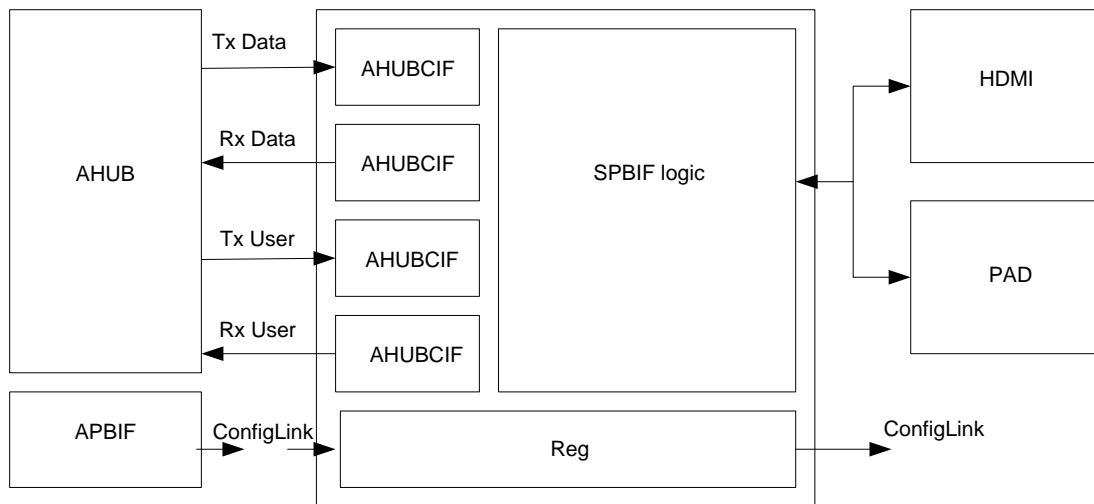 Tx Data
AHUBCIF
HDMI
Rx Data
AHUBCIF
AHUB
SPBIF logic
Tx User
AHUBCIF
PAD
Rx User
AHUBCIF
APBIF
ConfigLink
Reg
ConfigLink